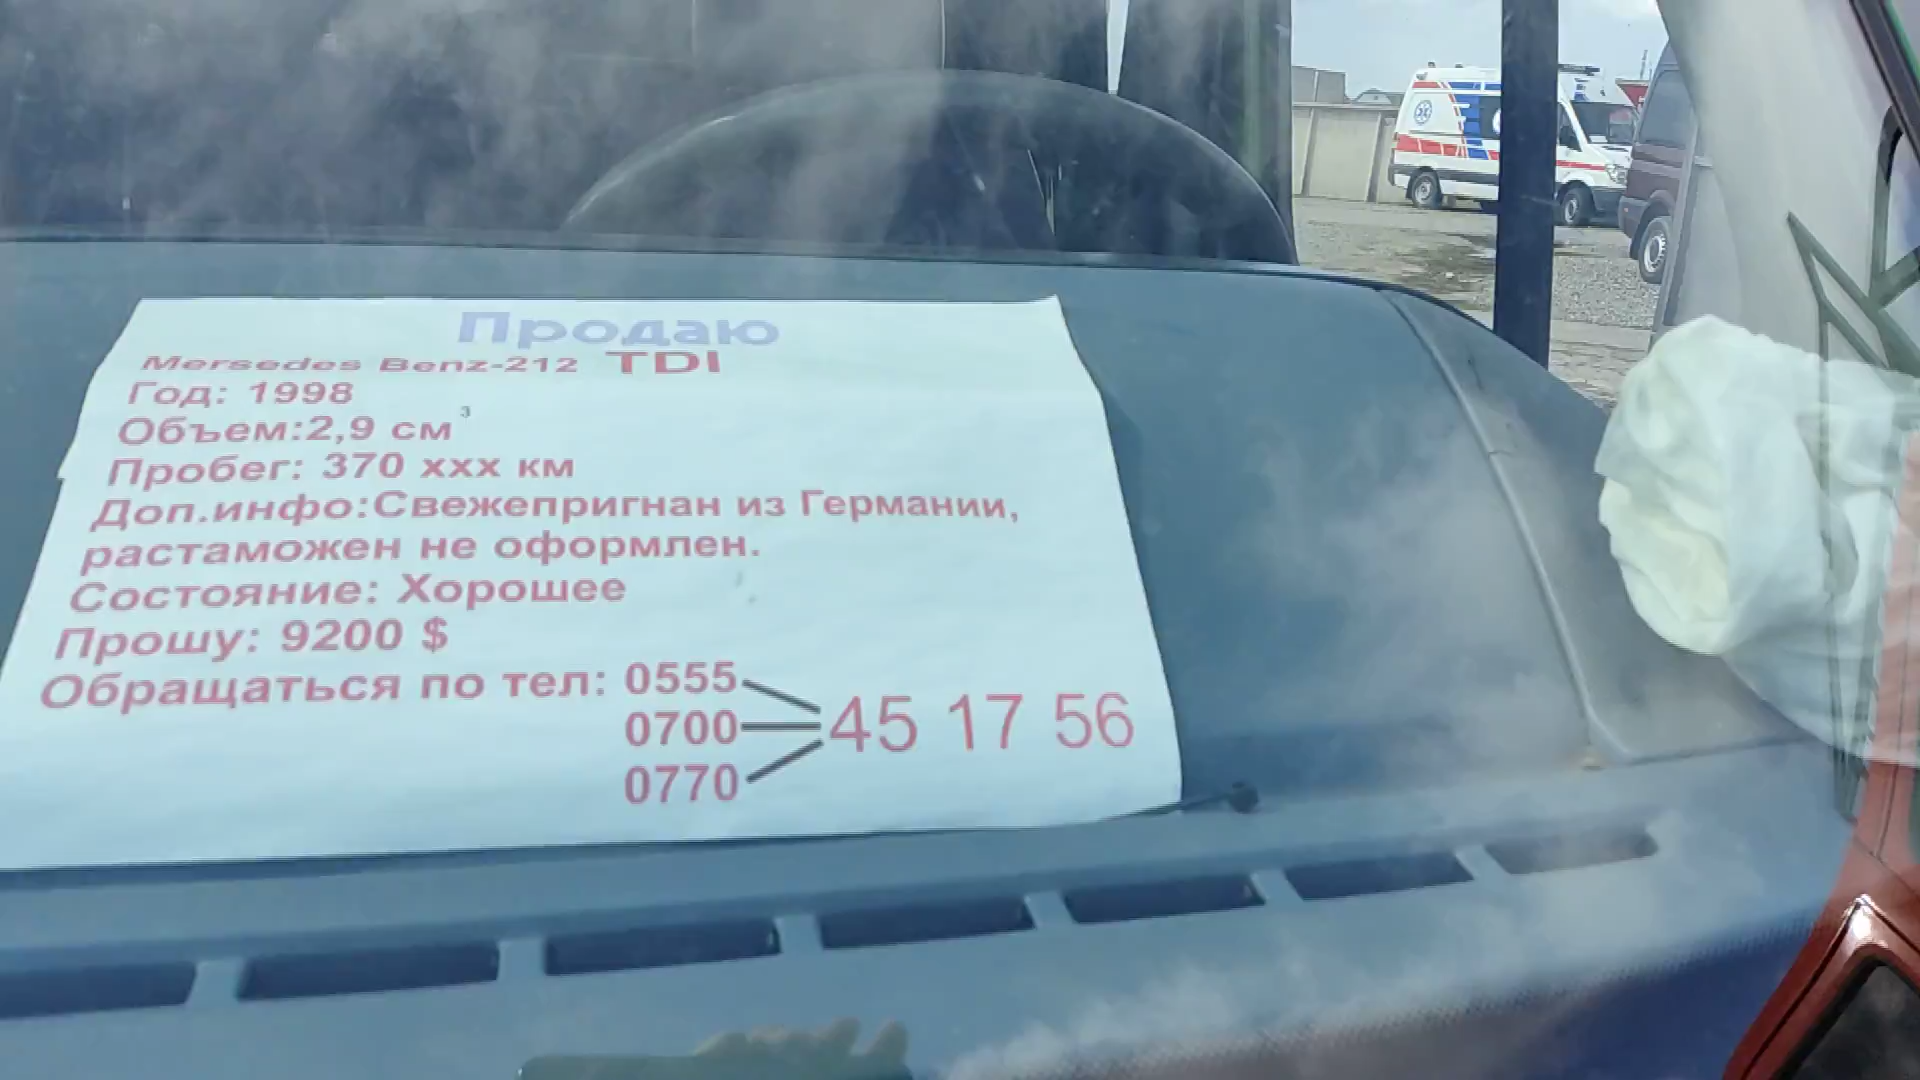 Продаю
Mersedes Benz-212 TDI
Год: 1998
Объем:2,9 см³
Пробег: 370 xxx км
Доп.инфо:Свежепригнан из Германии,
растаможен не оформлен.
Состояние: Хорошее
Прошу: 9200 $
Обращаться по тел: 0555
0700 45 17 56
0770